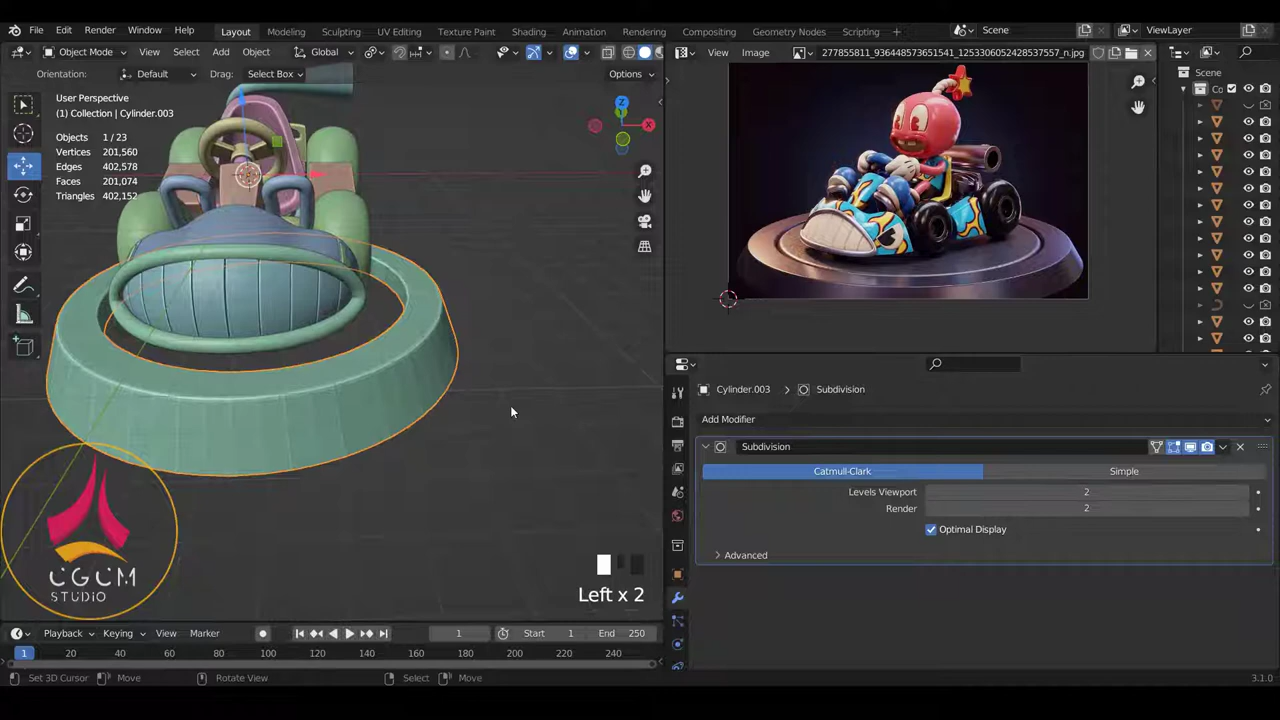 File Edit Render Window Help Layout Modeling Sculpting UV Editing Texture Paint Shading Animation Rendering Compositing Geometry Nodes Scripting Scene ViewLayer
Object Mode View Select Add Object Global View Image 277855811_936448573651541_1253306052428537557_n.jpg
Orientation: Default Drag: Select Box Options Scene
User Perspective
(1) Collection | Cylinder.003
Objects 1 / 23
Vertices 201,560
Edges 402,578
Faces 201,074
Triangles 402,152
Z
X
Co
Cylinder.003 Subdivision
Add Modifier
Subdivision
Catmull-Clark Simple
Levels Viewport 2
Render 2
Optimal Display
Advanced
CGCM
STUDIO
Left x 2
Playback Keying View Marker 1 Start 1 End 250
1 20 40 60 80 100 120 140 160 180 200 220 240
Set 3D Cursor Move Rotate View Select Move 3.1.0